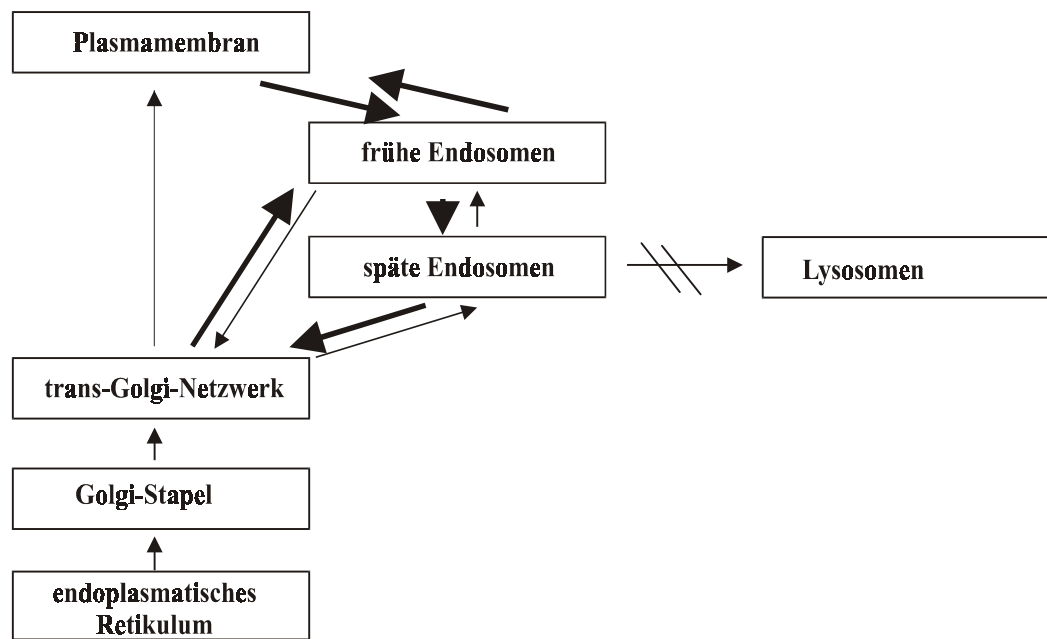 Plasmamembran
frühe Endosomen
späte Endosomen
Lysosomen
trans-Golgi-Netzwerk
Golgi-Stapel
endoplasmatisches
Retikulum